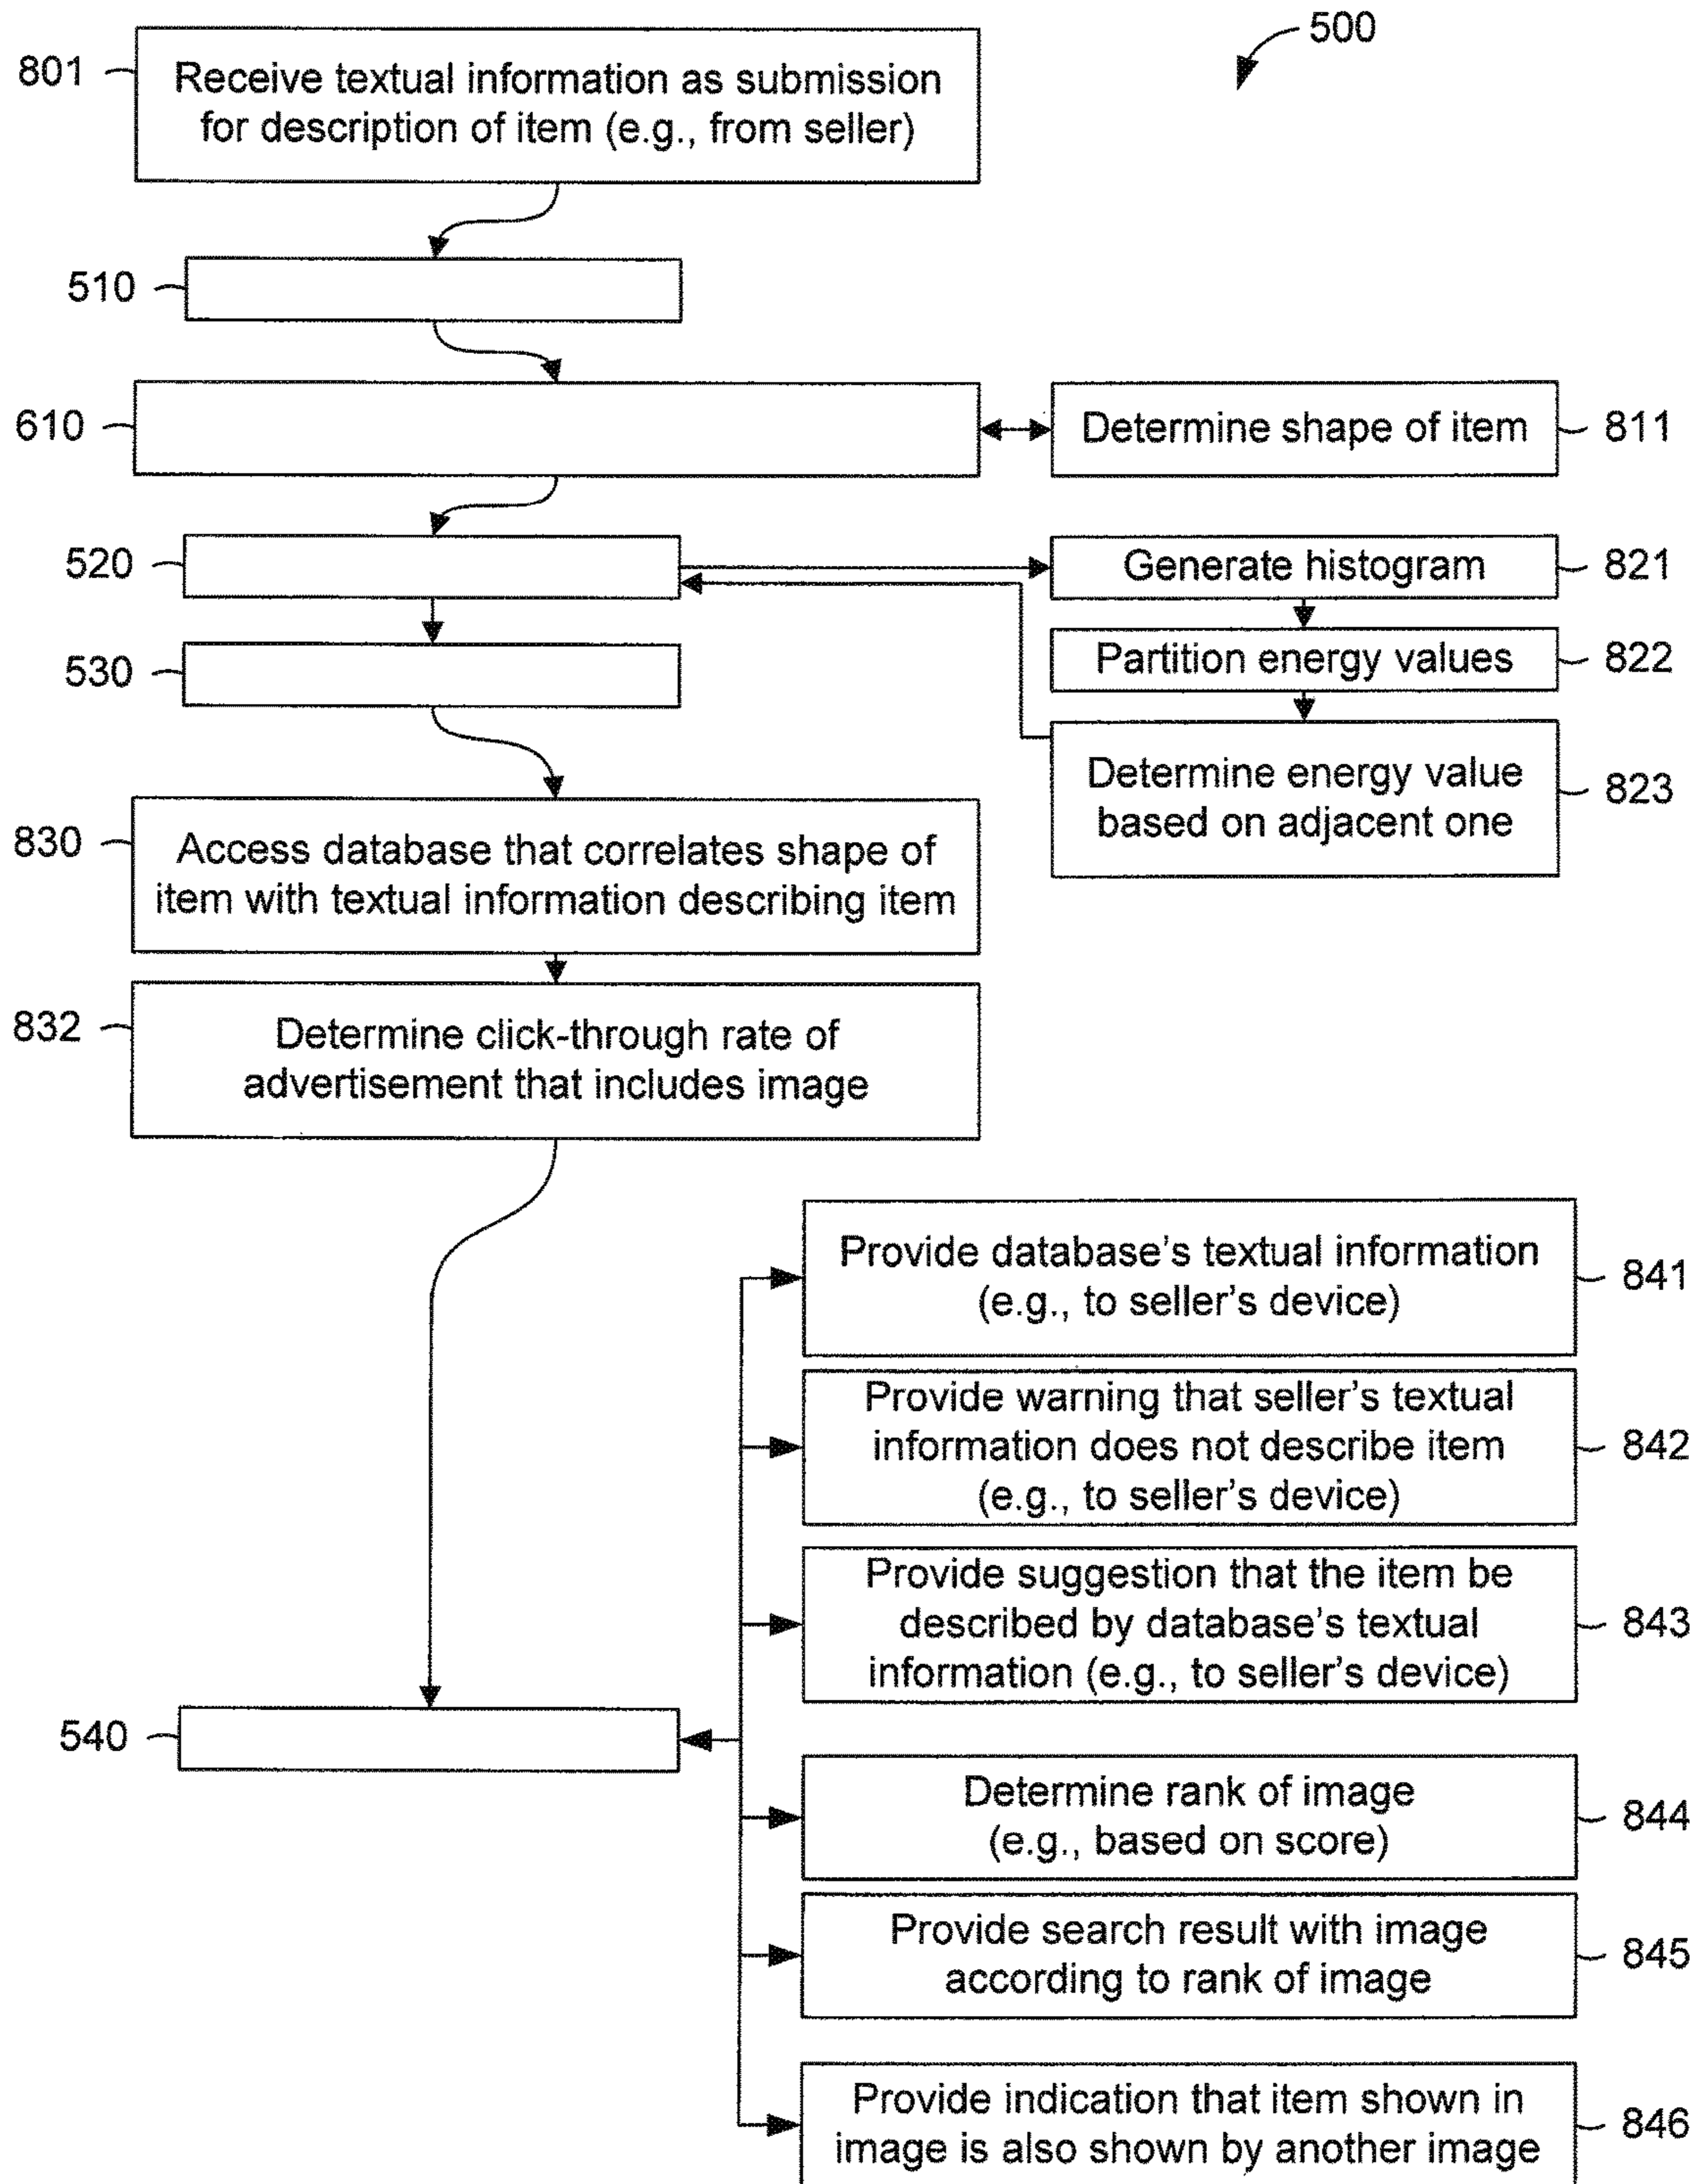 500
801
Receive textual information as submission
for description of item (e.g., from seller)
510
610
Determine shape of item
811
520
Generate histogram
821
530
Partition energy values
822
Determine energy value
based on adjacent one
823
830
Access database that correlates shape of
item with textual information describing item
832
Determine click-through rate of
advertisement that includes image
Provide database's textual information
(e.g., to seller's device)
841
Provide warning that seller's textual
information does not describe item
(e.g., to seller's device)
842
Provide suggestion that the item be
described by database's textual
information (e.g., to seller's device)
843
540
Determine rank of image
(e.g., based on score)
844
Provide search result with image
according to rank of image
845
Provide indication that item shown in
image is also shown by another image
846